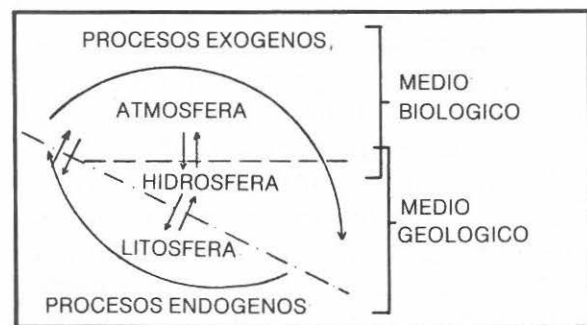 PROCESOS EXOGENOS,
MEDIO
BIOLOGICO
ATMOSFERA
HIDROSFERA
MEDIO
GEOLOGICO
LITOSFERA
PROCESOS ENDOGENOS